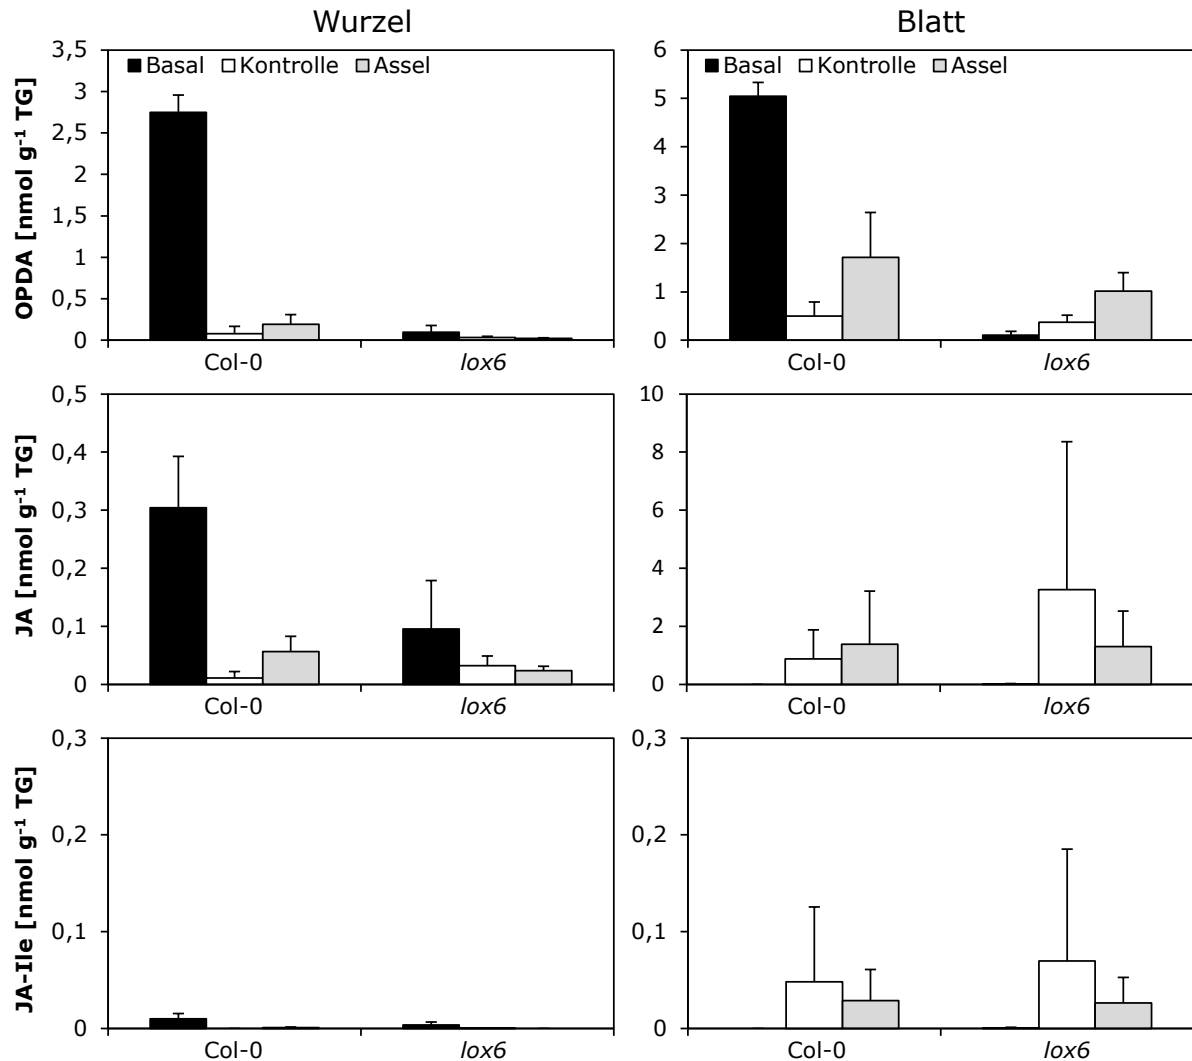 Wurzel
Blatt
OPDA [nmol g⁻¹ TG]
3,5
3
2,5
2
1,5
1
0,5
0
Basal Kontrolle Assel
Col-0 lox6
6
5
4
3
2
1
0
Basal Kontrolle Assel
Col-0 lox6
JA [nmol g⁻¹ TG]
0,5
0,4
0,3
0,2
0,1
0
Col-0 lox6
10
8
6
4
2
0
Col-0 lox6
JA-Ile [nmol g⁻¹ TG]
0,3
0,2
0,1
0
Col-0 lox6
0,3
0,2
0,1
0
Col-0 lox6